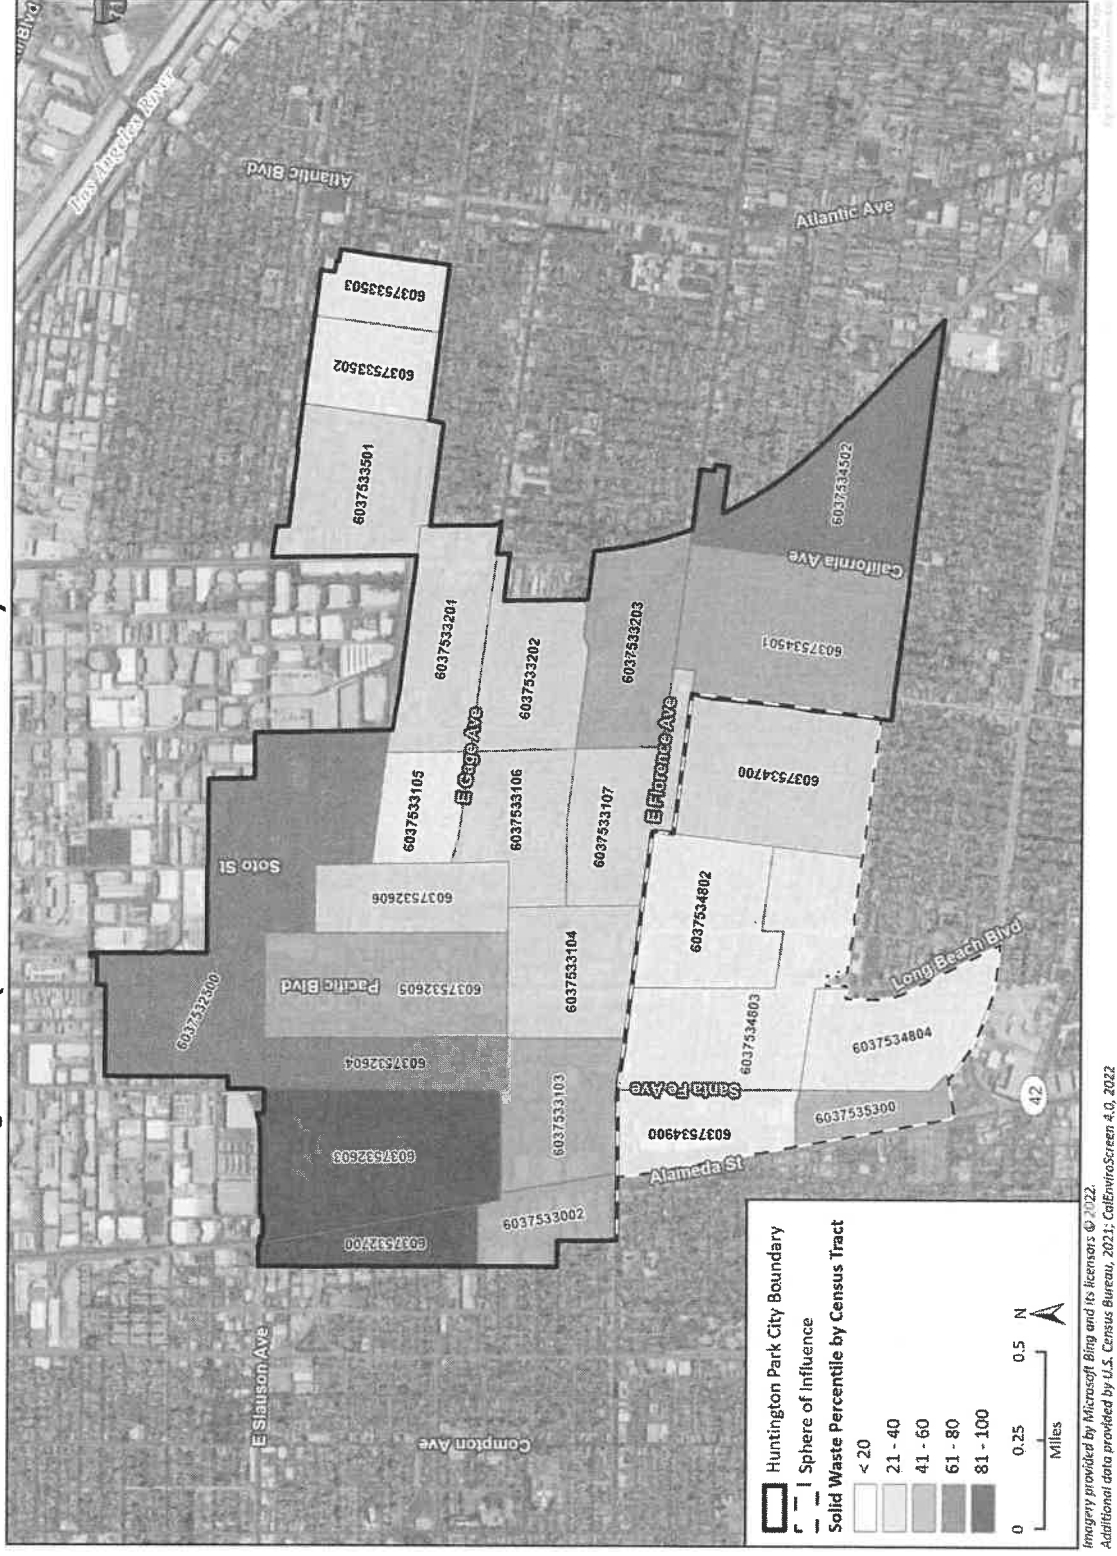 Los Angeles River
Atlantic Blvd
Atlantic Ave
6037533503
6037533502
6037533501
6037534502
California Ave
6037533201
6037533202
6037533203
6037534501
E Gage Ave
E Florence Ave
6037533105
6037533106
6037533107
6037534700
Soto St
6037532606
6037534802
6037532300
Pacific Blvd
6037532605
6037533104
Long Beach Blvd
6037534803
6037534804
6037532604
Santa Fe Ave
6037533103
6037534900
6037535300
42
6037532603
Alameda St
6037532700
6037533002
E Slauson Ave
Compton Ave
Huntington Park City Boundary
Sphere of Influence
Solid Waste Percentile by Census Tract
< 20
21 - 40
41 - 60
61 - 80
81 - 100
0 0.25 0.5
Miles
N
Imagery provided by Microsoft Bing and its licensors © 2022.
Additional data provided by U.S. Census Bureau, 2021; CalEnviroScreen 4.0, 2022